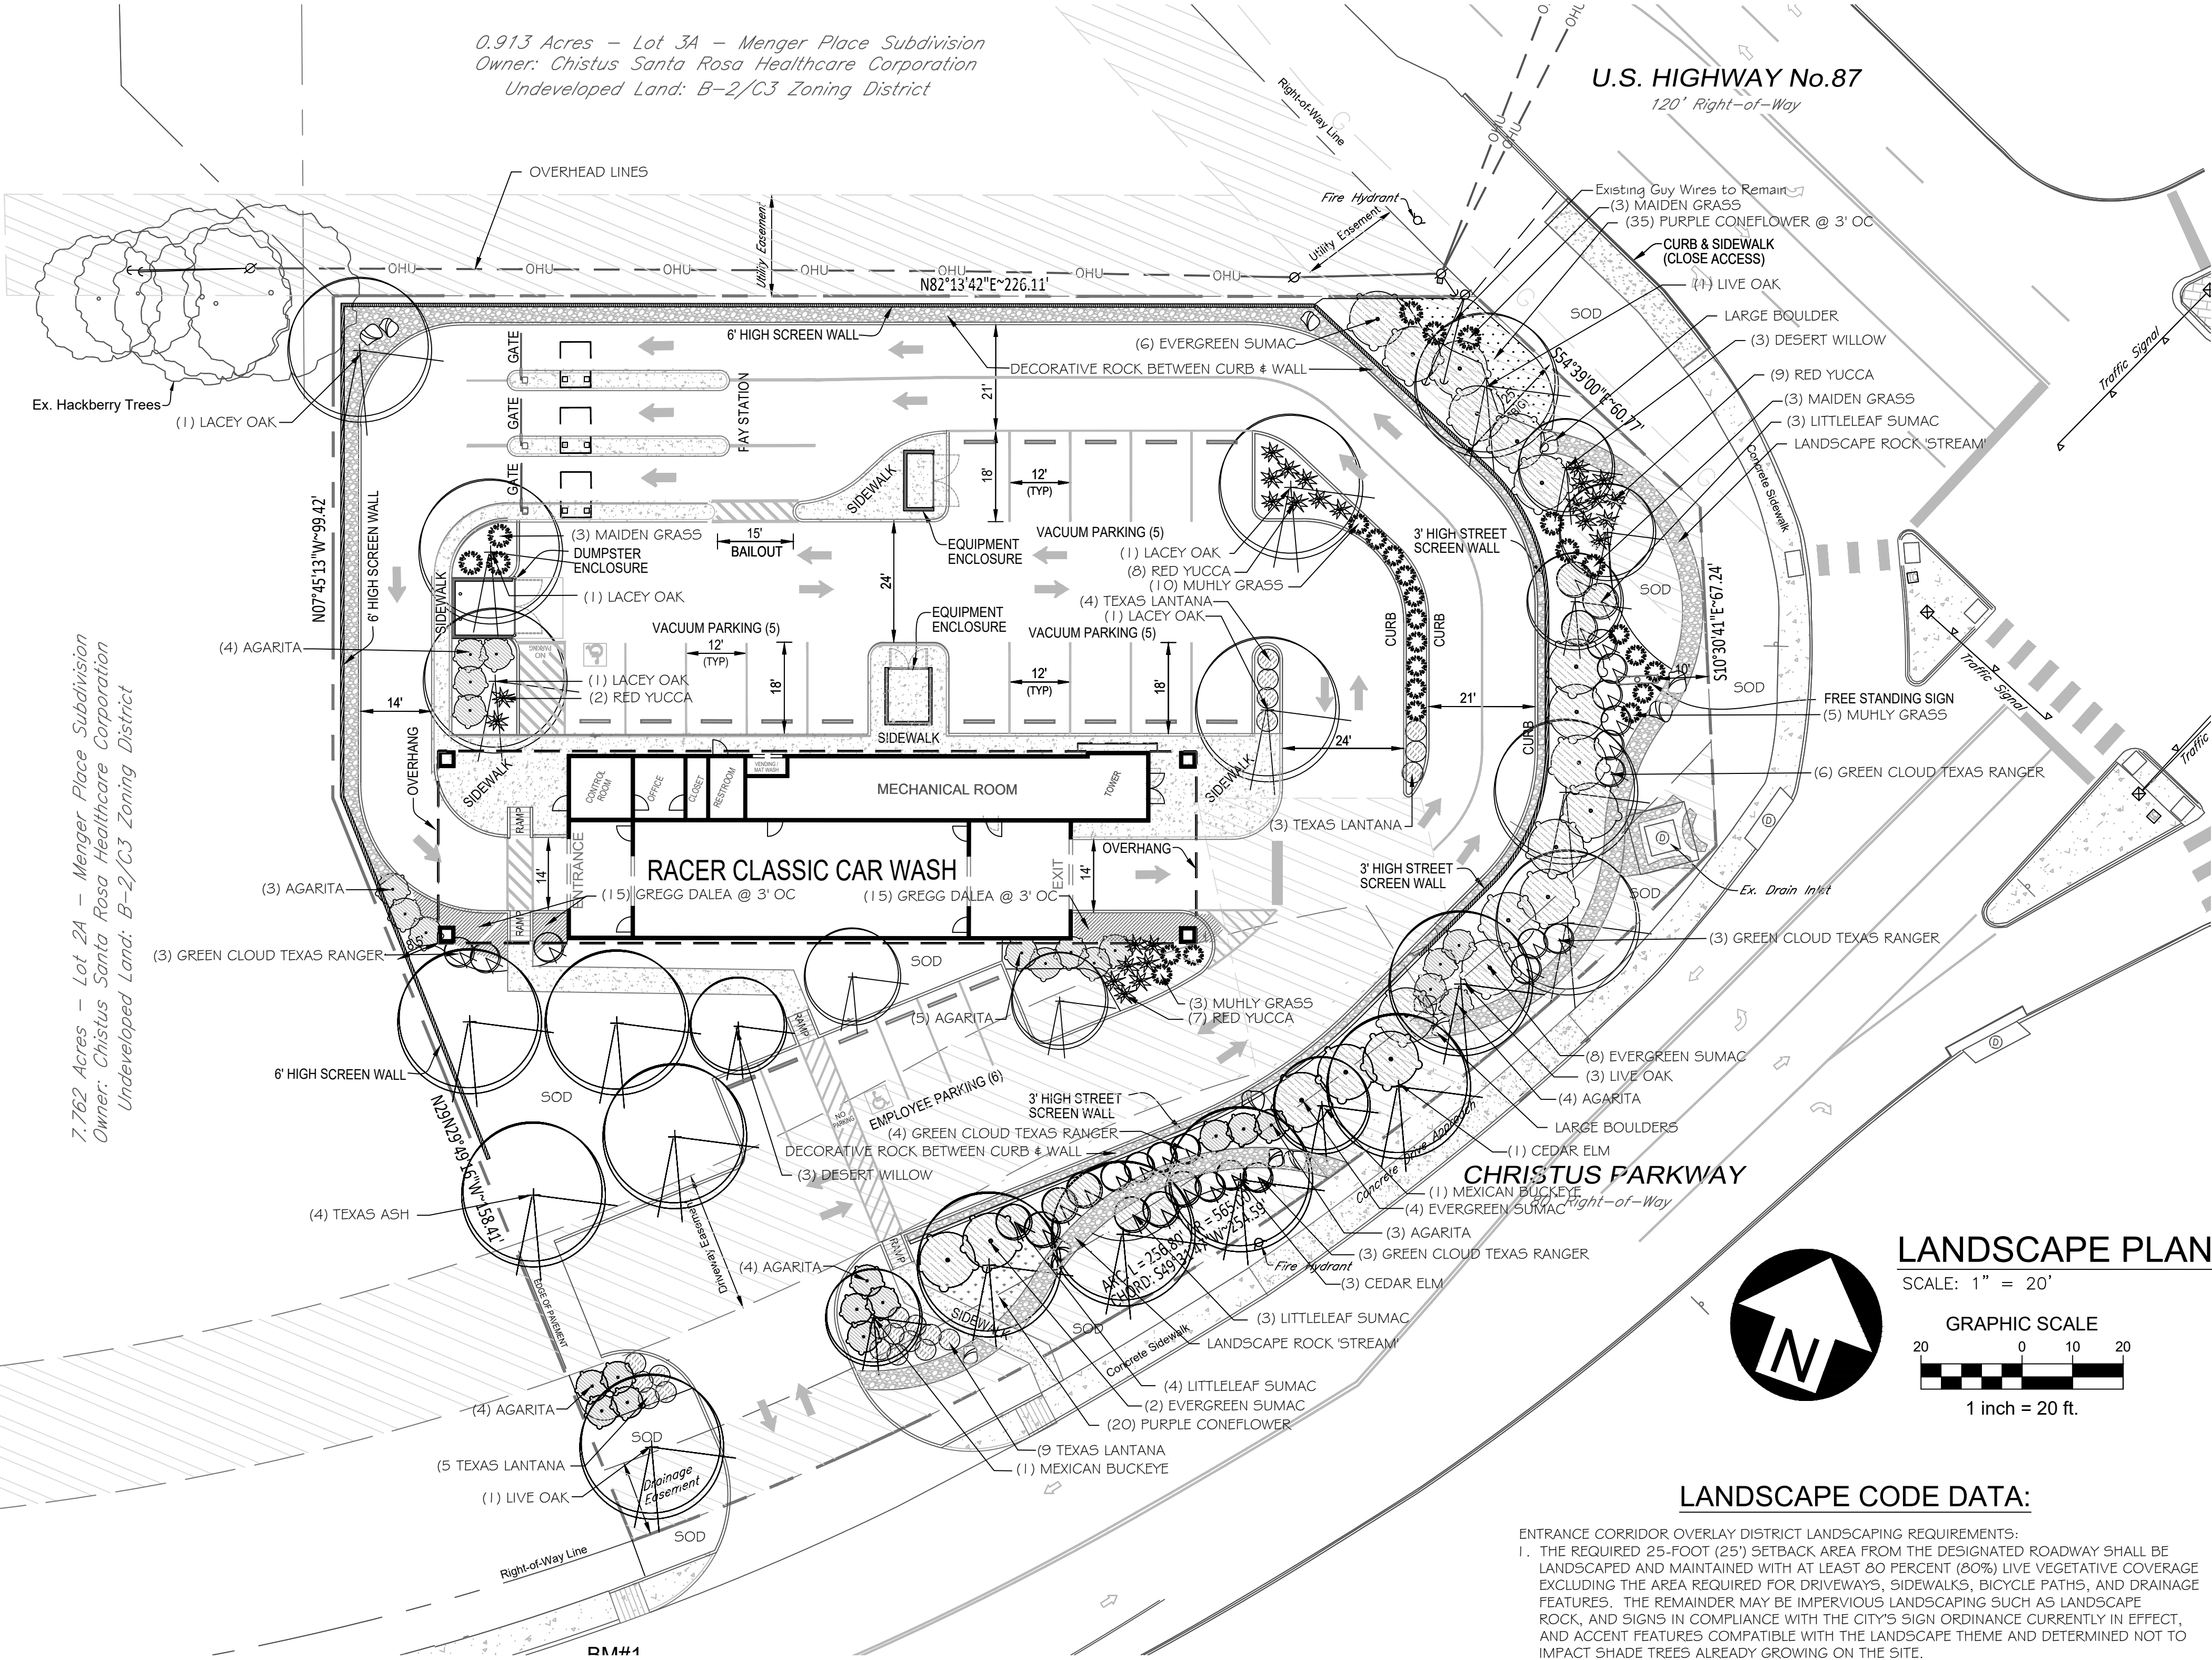 0.913 Acres – Lot 3A – Menger Place Subdivision
Owner: Chistus Santa Rosa Healthcare Corporation
Undeveloped Land: B-2/C3 Zoning District
U.S. HIGHWAY No.87
120' Right-of-Way
Right-of-Way Line
OHU
OHU
OHU
OVERHEAD LINES
Utility Easement
Fire Hydrant
Utility Easement
Existing Guy Wires to Remain
(3) MAIDEN GRASS
(35) PURPLE CONEFLOWER @ 3' OC
CURB & SIDEWALK
(CLOSE ACCESS)
(1) LIVE OAK
OHU
OHU
OHU
OHU
OHU
OHU
OHU
N82°13'42"E~226.11'
6' HIGH SCREEN WALL
SOD
LARGE BOULDER
(3) DESERT WILLOW
(6) EVERGREEN SUMAC
DECORATIVE ROCK BETWEEN CURB & WALL
S54°39'00"E~60.77'
Traffic Signal
(9) RED YUCCA
(3) MAIDEN GRASS
(3) LITTLELEAF SUMAC
LANDSCAPE ROCK 'STREAM'
Concrete Sidewalk
Ex. Hackberry Trees
(1) LACEY OAK
GATE
GATE
GATE
PAY STATION
21'
18'
12'
(TYP)
SIDEWALK
N07°45'13"W~99.42'
6' HIGH SCREEN WALL
(3) MAIDEN GRASS
DUMPSTER
ENCLOSURE
15'
BAILOUT
EQUIPMENT
ENCLOSURE
VACUUM PARKING (5)
(1) LACEY OAK
(8) RED YUCCA
(10) MUHLY GRASS
3' HIGH STREET
SCREEN WALL
SIDEWALK
(1) LACEY OAK
24'
(4) TEXAS LANTANA
(1) LACEY OAK
EQUIPMENT
ENCLOSURE
CURB
CURB
SOD
S10°30'41"E~67.24'
Traffic Signal
(4) AGARITA
VACUUM PARKING (5)
12'
(TYP)
VACUUM PARKING (5)
12'
(TYP)
NO
PARKING
(1) LACEY OAK
(2) RED YUCCA
18'
18'
10'
SOD
FREE STANDING SIGN
(5) MUHLY GRASS
14'
21'
CURB
SIDEWALK
24'
Traffic
7.762 Acres – Lot 2A – Menger Place Subdivision
Owner: Chistus Santa Rosa Healthcare Corporation
Undeveloped Land: B-2/C3 Zoning District
OVERHANG
SIDEWALK
CONTROL
ROOM
OFFICE
CLOSET
RESTROOM
VENDING /
MAT WASH
MECHANICAL ROOM
TOWER
SIDEWALK
(6) GREEN CLOUD TEXAS RANGER
RAMP
(3) TEXAS LANTANA
OVERHANG
D
D
14'
ENTRANCE
RACER CLASSIC CAR WASH
EXIT
14'
3' HIGH STREET
SCREEN WALL
(3) AGARITA
(15) GREGG DALEA @ 3' OC
(15) GREGG DALEA @ 3' OC
Ex. Drain Inlet
SOD
RAMP
(3) GREEN CLOUD TEXAS RANGER
(3) GREEN CLOUD TEXAS RANGER
SOD
(3) MUHLY GRASS
(7) RED YUCCA
(5) AGARITA
RAMP
6' HIGH SCREEN WALL
SOD
D
(8) EVERGREEN SUMAC
(3) LIVE OAK
(4) AGARITA
LARGE BOULDERS
(1) CEDAR ELM
N29°49'16"W~158.41'
NO
PARKING
EMPLOYEE PARKING (6)
3' HIGH STREET
SCREEN WALL
(4) GREEN CLOUD TEXAS RANGER
DECORATIVE ROCK BETWEEN CURB & WALL
(3) DESERT WILLOW
Concrete Drive Approach
CHRISTUS PARKWAY
80' Right-of-Way
(1) MEXICAN BUCKEYE
(4) EVERGREEN SUMAC
(3) AGARITA
(3) GREEN CLOUD TEXAS RANGER
(3) CEDAR ELM
Fire Hydrant
(4) TEXAS ASH
Driveway Easement
RAMP
(4) AGARITA
EDGE OF PAVEMENT
SIDEWALK
SOD
(3) LITTLELEAF SUMAC
LANDSCAPE ROCK 'STREAM'
Concrete Sidewalk
(4) LITTLELEAF SUMAC
(2) EVERGREEN SUMAC
(20) PURPLE CONEFLOWER
(9 TEXAS LANTANA
(1) MEXICAN BUCKEYE
(4) AGARITA
SOD
(5 TEXAS LANTANA
(1) LIVE OAK
Drainage
Easement
SOD
Right-of-Way Line
BM#1
N
LANDSCAPE PLAN
SCALE: 1" = 20'
GRAPHIC SCALE
20 0 10 20
1 inch = 20 ft.
LANDSCAPE CODE DATA:
ENTRANCE CORRIDOR OVERLAY DISTRICT LANDSCAPING REQUIREMENTS:
1. THE REQUIRED 25-FOOT (25') SETBACK AREA FROM THE DESIGNATED ROADWAY SHALL BE
LANDSCAPED AND MAINTAINED WITH AT LEAST 80 PERCENT (80%) LIVE VEGETATIVE COVERAGE
EXCLUDING THE AREA REQUIRED FOR DRIVEWAYS, SIDEWALKS, BICYCLE PATHS, AND DRAINAGE
FEATURES. THE REMAINDER MAY BE IMPERVIOUS LANDSCAPING SUCH AS LANDSCAPE
ROCK, AND SIGNS IN COMPLIANCE WITH THE CITY'S SIGN ORDINANCE CURRENTLY IN EFFECT,
AND ACCENT FEATURES COMPATIBLE WITH THE LANDSCAPE THEME AND DETERMINED NOT TO
IMPACT SHADE TREES ALREADY GROWING ON THE SITE.